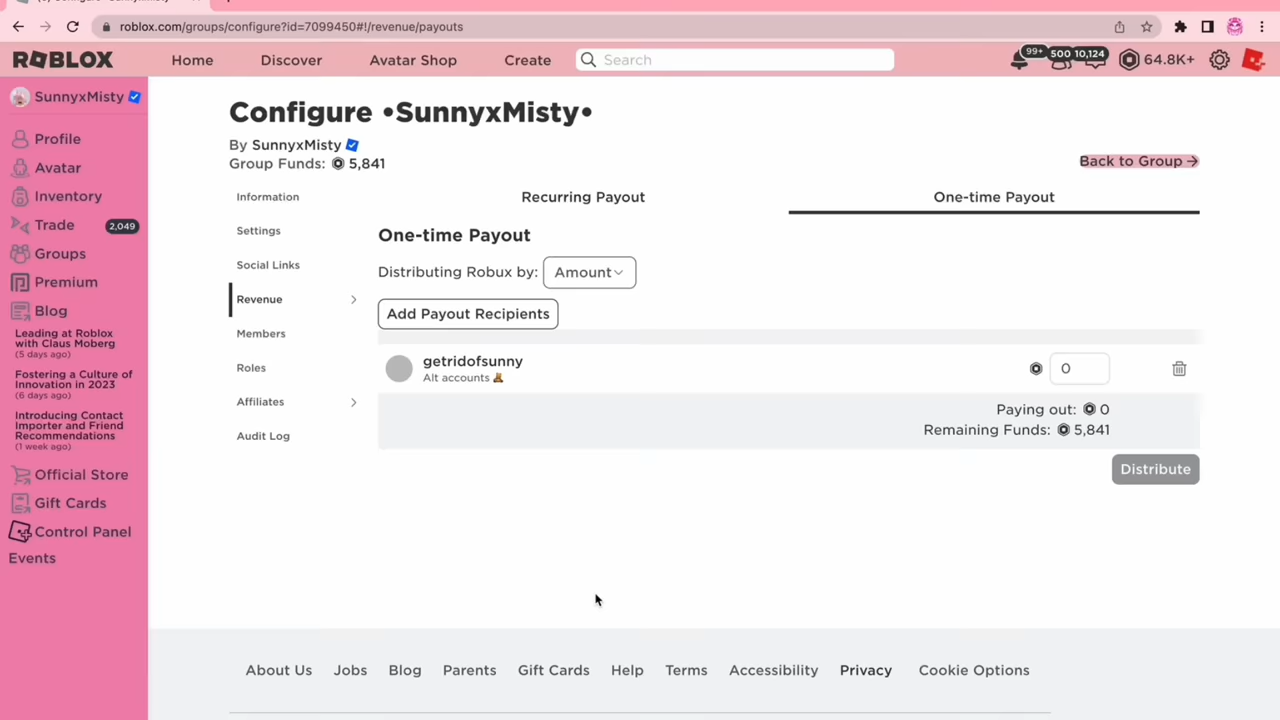 roblox.com/groups/configure?id=7099450#!/revenue/payouts
ROBLOX
Home
Discover
Avatar Shop
Create
Search
99+
500
10,124
64.8K+
SunnyxMisty
Profile
Avatar
Inventory
Trade
2,049
Groups
Premium
Blog
Leading at Roblox
with Claus Moberg
(5 days ago)
Fostering a Culture of
Innovation in 2023
(6 days ago)
Introducing Contact
Importer and Friend
Recommendations
(1 week ago)
Official Store
Gift Cards
Control Panel
Events
Configure •SunnyxMisty•
By SunnyxMisty
Group Funds: 5,841
Back to Group →
Information
Settings
Social Links
Revenue
Members
Roles
Affiliates
Audit Log
Recurring Payout
One-time Payout
One-time Payout
Distributing Robux by: Amount
Add Payout Recipients
getridofsunny
Alt accounts 🧸
0
Paying out: 0
Remaining Funds: 5,841
Distribute
About Us
Jobs
Blog
Parents
Gift Cards
Help
Terms
Accessibility
Privacy
Cookie Options